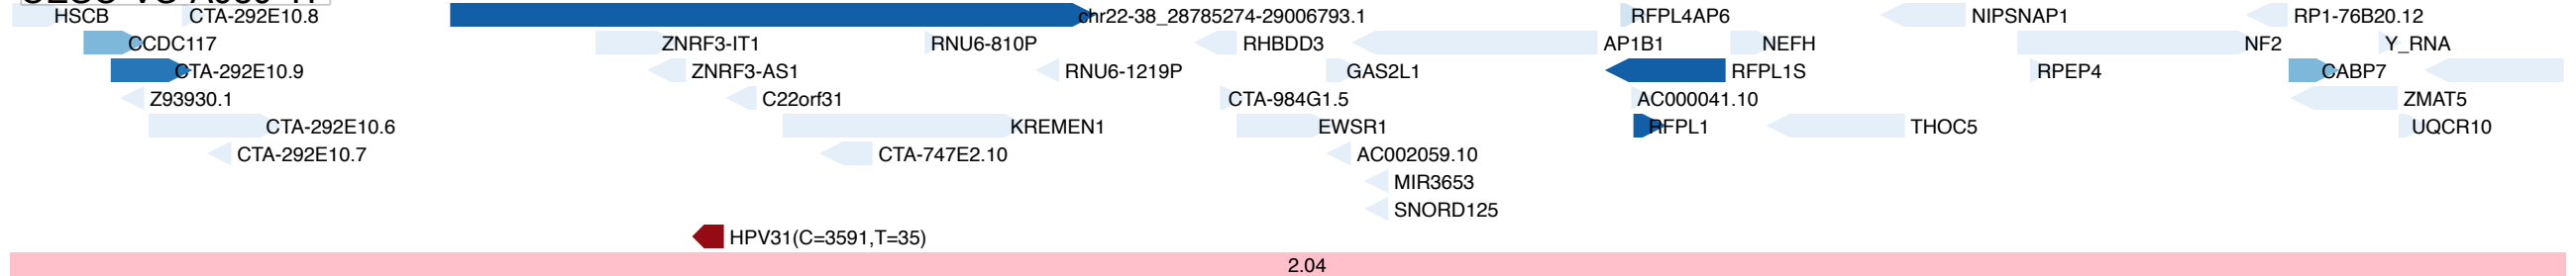 HSCB CTA-292E10.8 chr22-38_28785274-29006793.1 RFPL4AP6 NIPSNAP1 RP1-76B20.12
CCDC117 ZNRF3-IT1 RNU6-810P RHBDD3 AP1B1 NEFH NF2 Y_RNA
CTA-292E10.9 ZNRF3-AS1 RNU6-1219P GAS2L1 RFPL1S RPEP4 CABP7
Z93930.1 C22orf31 CTA-984G1.5 AC000041.10 ZMAT5
CTA-292E10.6 KREMEN1 EWSR1 RFPL1 THOC5 UQCR10
CTA-292E10.7 CTA-747E2.10 AC002059.10
MIR3653
SNORD125
HPV31(C=3591,T=35)
2.04